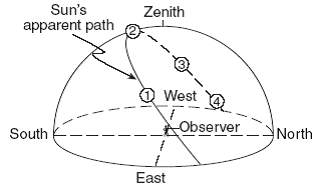 Sun's
apparent path
Zenith
2
3
1
West
4
South
Observer
North
East